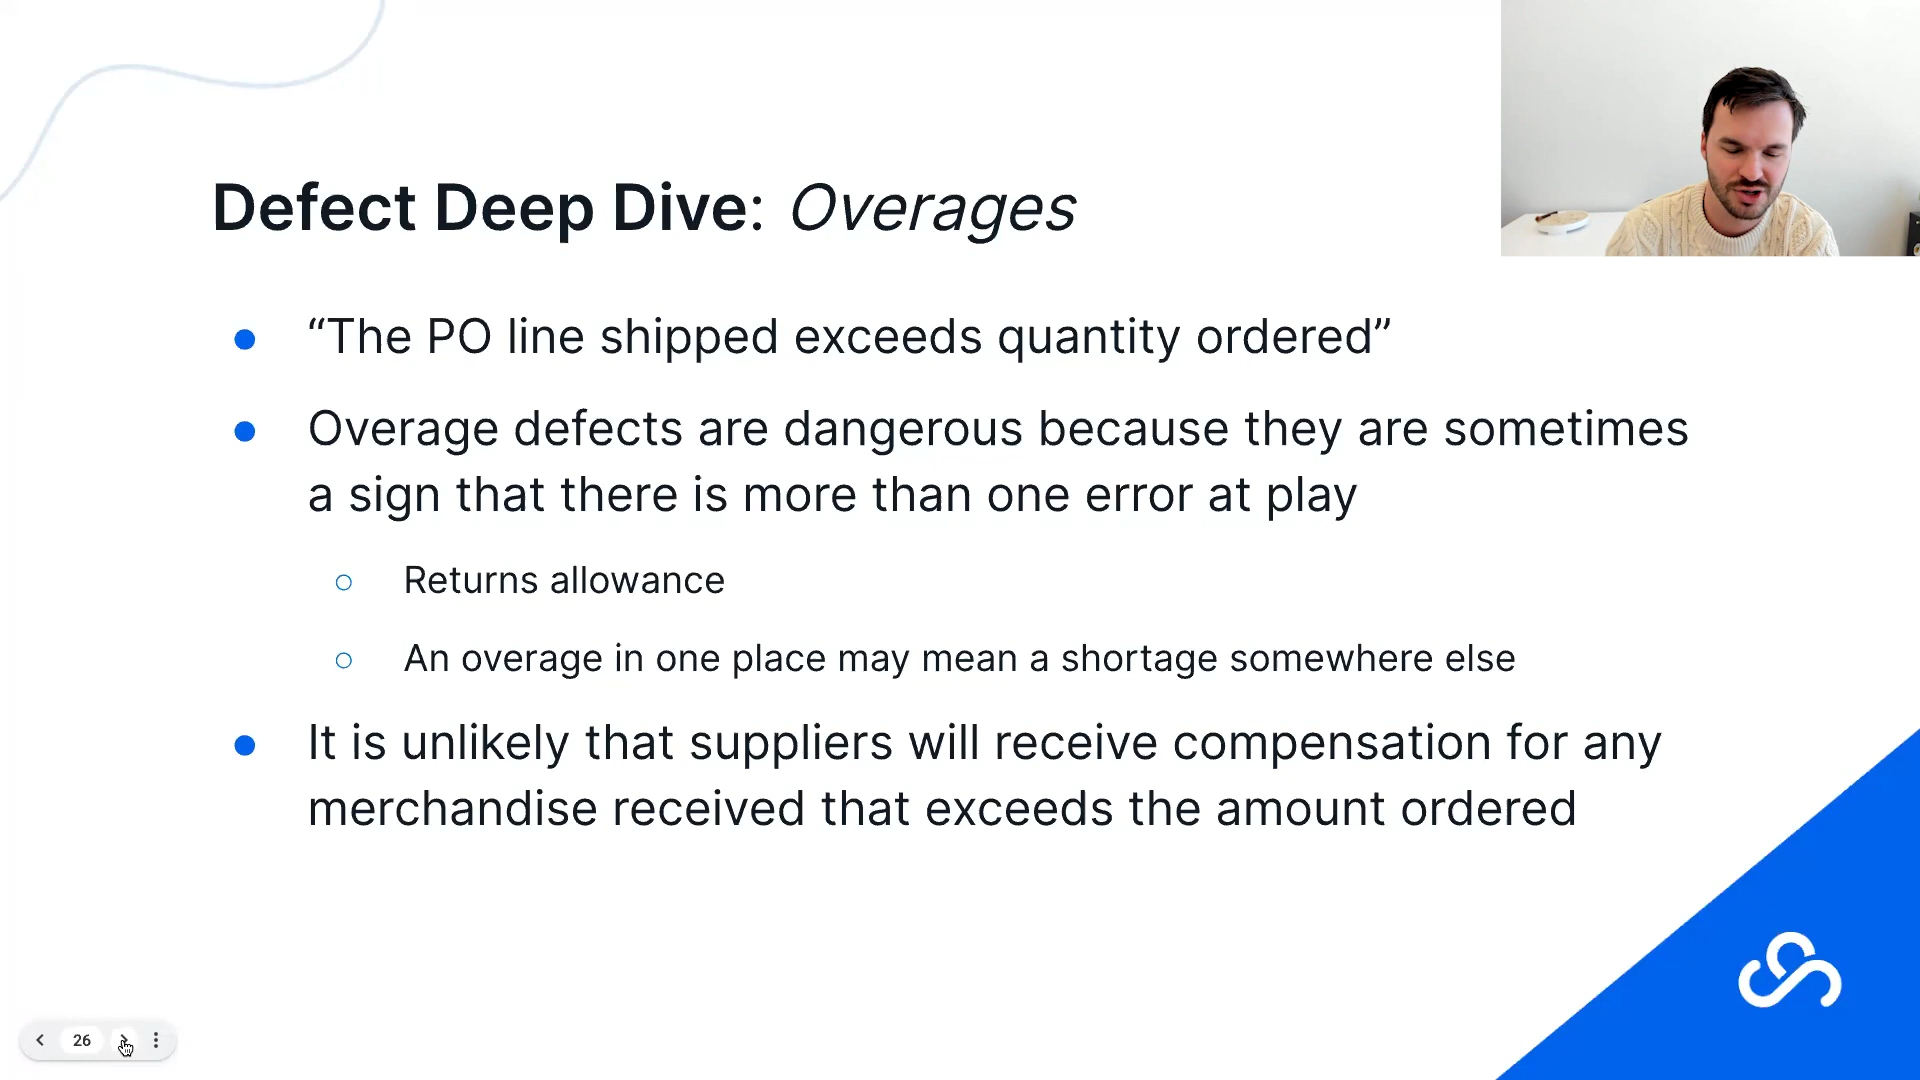 Defect Deep Dive: Overages
● “The PO line shipped exceeds quantity ordered”
● Overage defects are dangerous because they are sometimes
a sign that there is more than one error at play
○ Returns allowance
○ An overage in one place may mean a shortage somewhere else
● It is unlikely that suppliers will receive compensation for any
merchandise received that exceeds the amount ordered
26